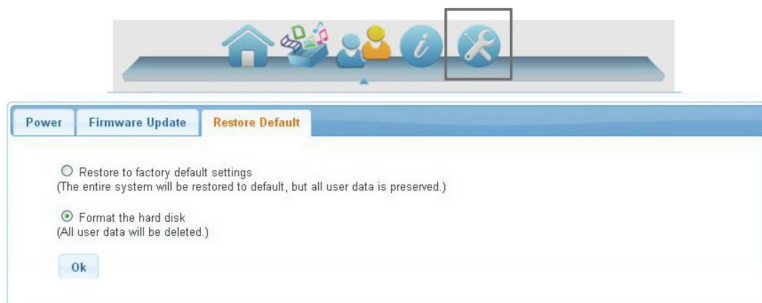 Power Firmware Update Restore Default
Restore to factory default settings
(The entire system will be restored to default, but all user data is preserved.)
Format the hard disk
(All user data will be deleted.)
Ok